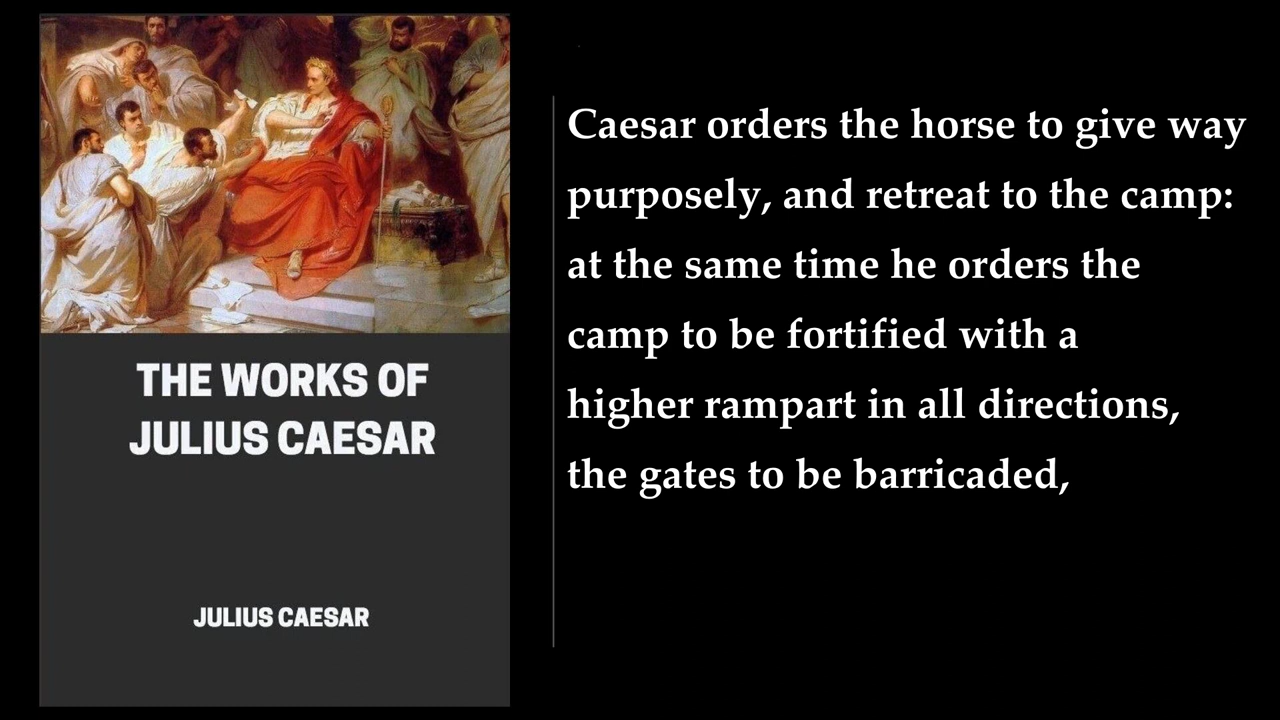 THE WORKS OF
JULIUS CAESAR
JULIUS CAESAR
Caesar orders the horse to give way
purposely, and retreat to the camp:
at the same time he orders the
camp to be fortified with a
higher rampart in all directions,
the gates to be barricaded,